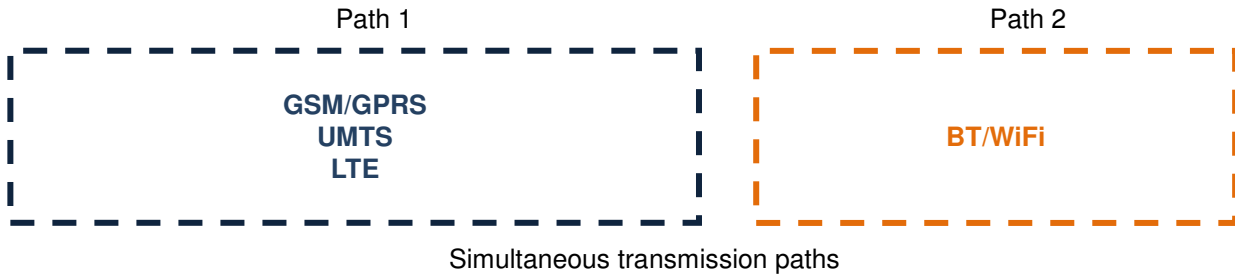 Path 1
Path 2
GSM/GPRS
UMTS
LTE
BT/WiFi
Simultaneous transmission paths